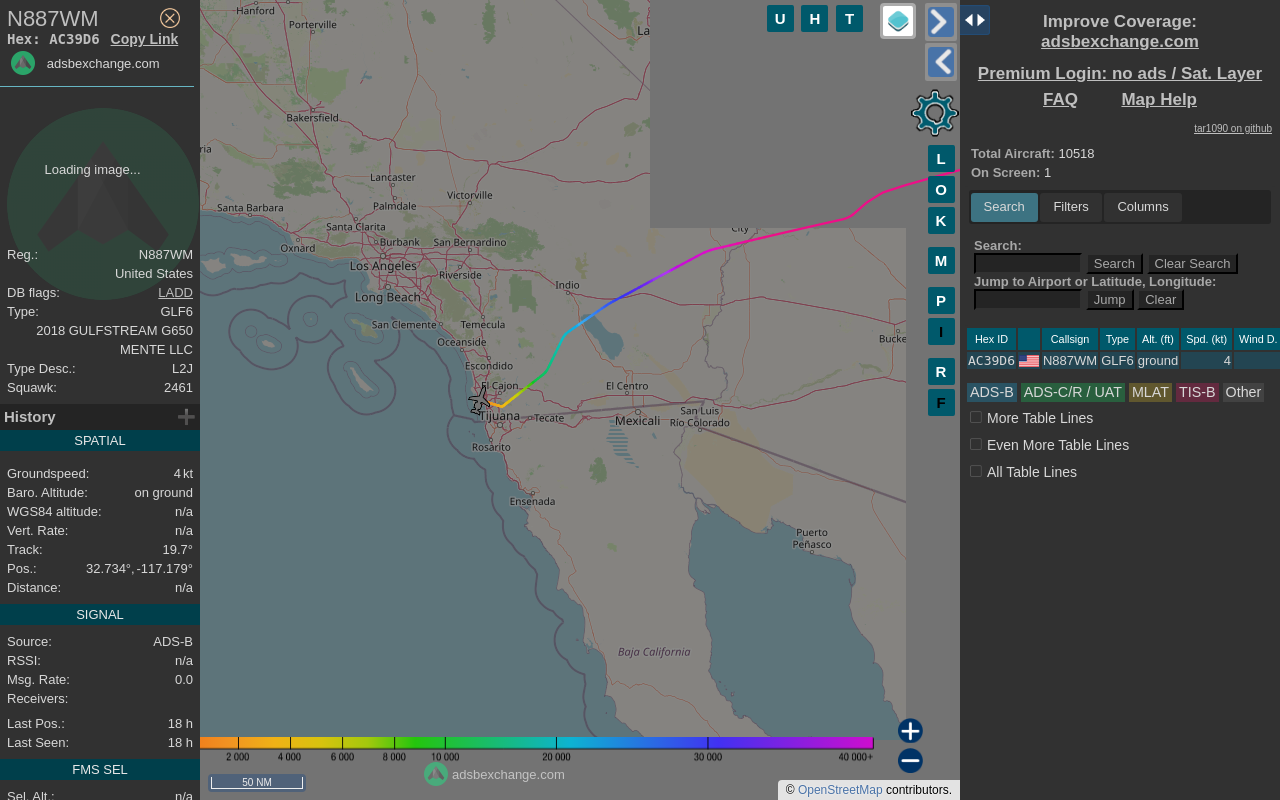 N887WM
Hex: AC39D6 Copy Link
adsbexchange.com
Loading image...
Reg.: N887WM
United States
DB flags: LADD
Type: GLF6
2018 GULFSTREAM G650
MENTE LLC
Type Desc.: L2J
Squawk: 2461
History
SPATIAL
Groundspeed: 4 kt
Baro. Altitude: on ground
WGS84 altitude: n/a
Vert. Rate: n/a
Track: 19.7°
Pos.: 32.734°, -117.179°
Distance: n/a
SIGNAL
Source: ADS-B
RSSI: n/a
Msg. Rate: 0.0
Receivers:
Last Pos.: 18 h
Last Seen: 18 h
FMS SEL
Sel. Alt.: n/a
Hanford
Porterville
La
Bakersfield
ria
Lancaster
Palmdale
Victorville
Santa Barbara
Santa Clarita
Oxnard
Burbank
San Bernardino
City
Los Angeles
Riverside
Long Beach
Indio
San Clemente
Temecula
Oceanside
Bucke
Escondido
El Cajon
El Centro
Tijuana
Tecate
Mexicali
San Luis
Río Colorado
Rosarito
Ensenada
Puerto
Peñasco
Baja California
U H T
L
O
K
M
P
I
R
F
2 000 4 000 6 000 8 000 10 000 20 000 30 000 40 000+
50 NM
adsbexchange.com
© OpenStreetMap contributors.
Improve Coverage:
adsbexchange.com
Premium Login: no ads / Sat. Layer
FAQ Map Help
tar1090 on github
Total Aircraft: 10518
On Screen: 1
Search Filters Columns
Search:
Search Clear Search
Jump to Airport or Latitude, Longitude:
Jump Clear
Hex ID Callsign Type Alt. (ft) Spd. (kt) Wind D.
AC39D6 N887WM GLF6 ground 4
ADS-B ADS-C/R / UAT MLAT TIS-B Other
More Table Lines
Even More Table Lines
All Table Lines